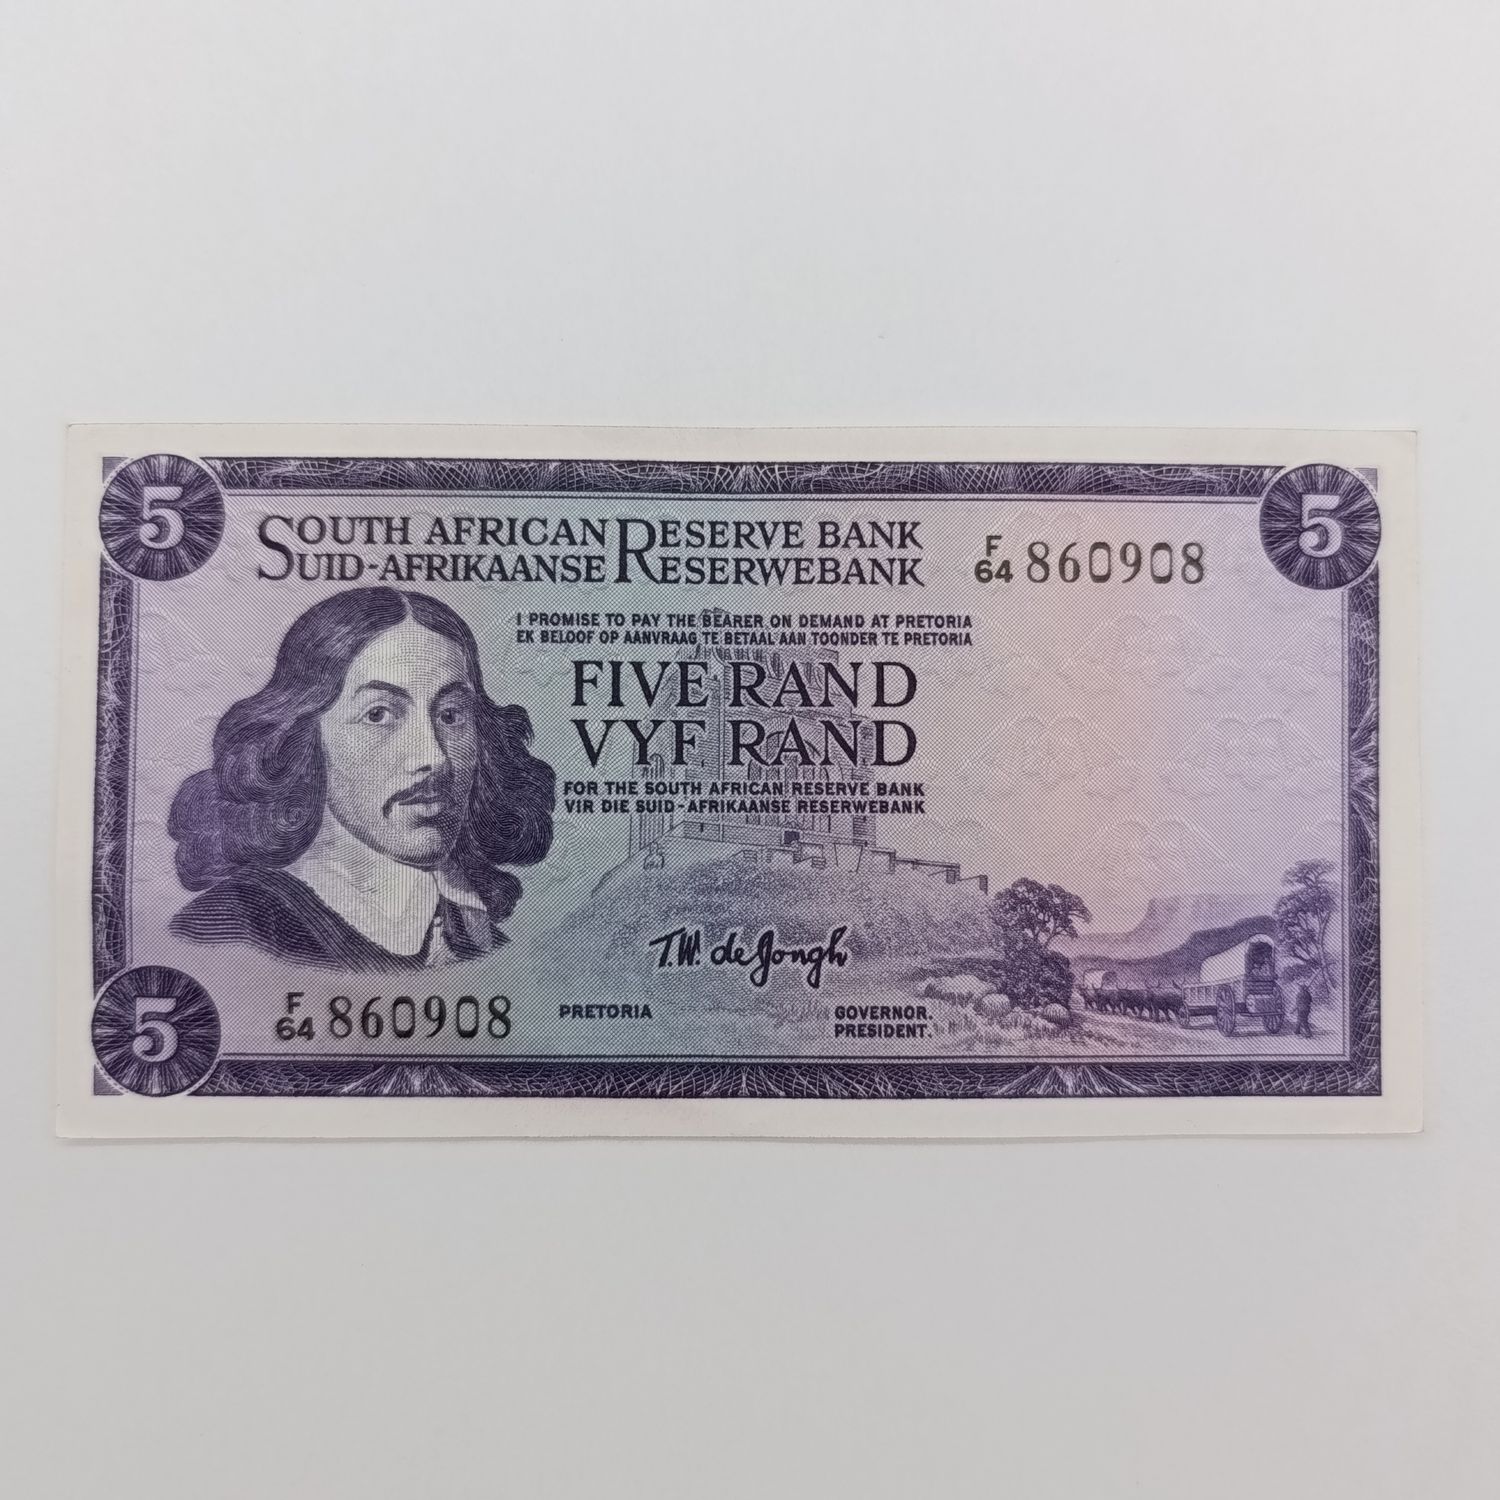 5
5
SOUTH AFRICAN RESERVE BANK
SUID-AFRIKAANSE RESERWEBANK
F/64 860908
I PROMISE TO PAY THE BEARER ON DEMAND AT PRETORIA
EK BELOOF OP AANVRAAG TE BETAAL AAN TOONDER TE PRETORIA
FIVE RAND
VYF RAND
FOR THE SOUTH AFRICAN RESERVE BANK
VIR DIE SUID-AFRIKAANSE RESERWEBANK
T.W. de Jongh
5
F/64 860908
PRETORIA
GOVERNOR.
PRESIDENT.